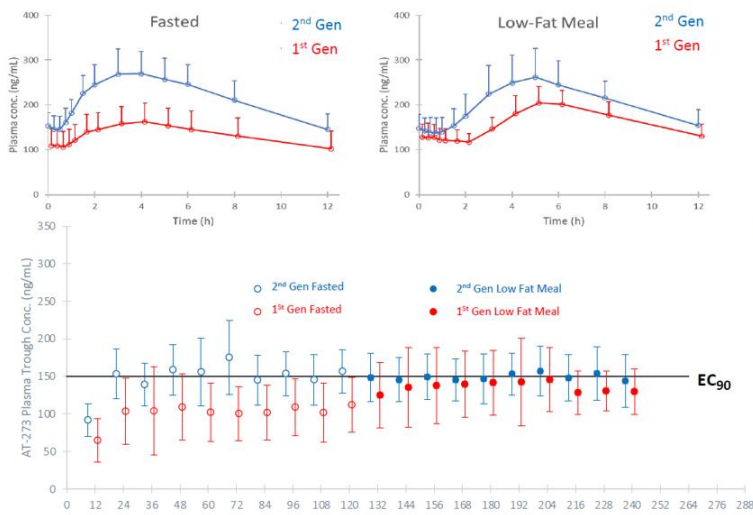 Fasted
2nd Gen
1st Gen
Plasma conc. (ng/mL)
400
300
200
100
0
0 2 4 6 8 10 12
Time (h)
Low-Fat Meal
2nd Gen
1st Gen
Plasma conc. (ng/mL)
400
300
200
100
0
0 2 4 6 8 10 12
Time (h)
AT-273 Plasma Trough Conc. (ng/mL)
350
300
250
200
150
100
50
0
2nd Gen Fasted
1St Gen Fasted
2nd Gen Low Fat Meal
1St Gen Low Fat Meal
EC90
0 12 24 36 48 60 72 84 96 108 120 132 144 156 168 180 192 204 216 228 240 252 264 276 288